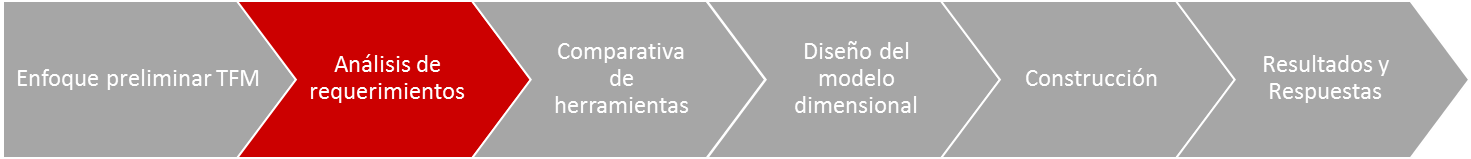 Enfoque preliminar TFM
Análisis de
requerimientos
Comparativa
de
herramientas
Diseño del
modelo
dimensional
Construcción
Resultados y
Respuestas